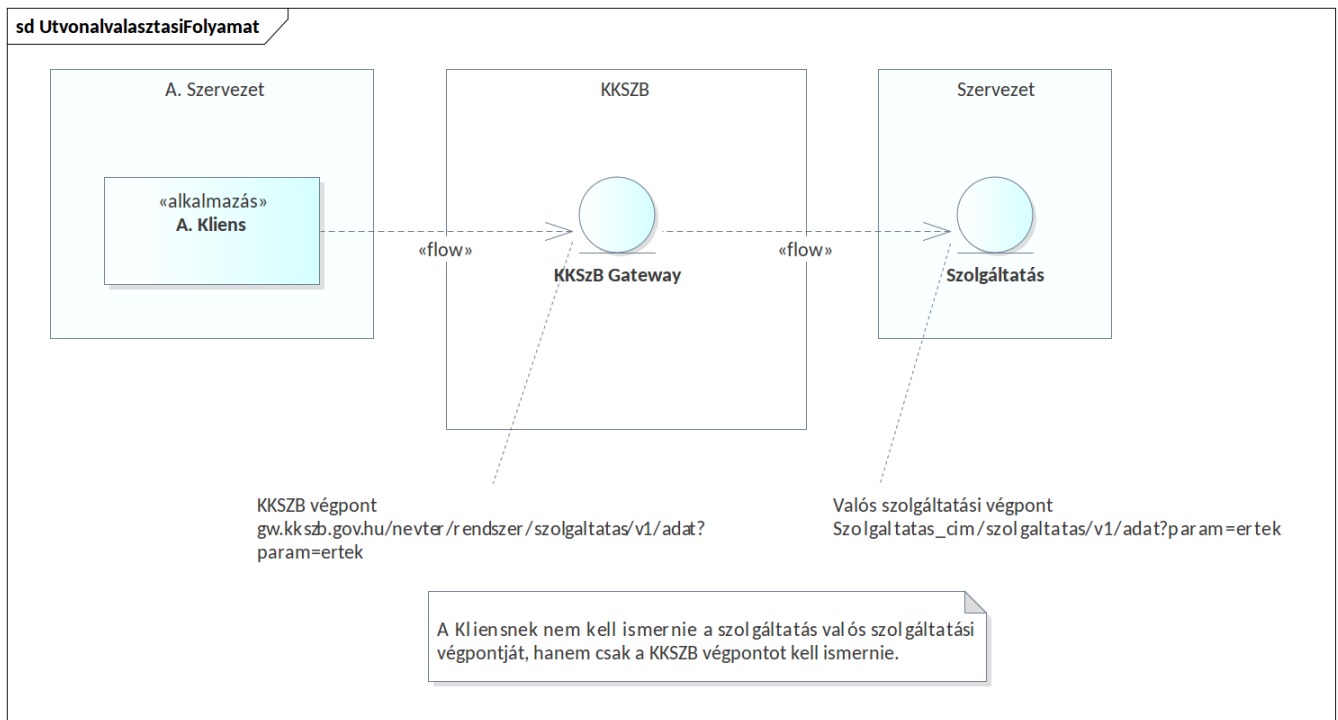 sd UtvonalvalasztasiFolyamat
A. Szervezet
KKSZB
Szervezet
«alkalmazás»
A. Kliens
«flow»
«flow»
KKSzB Gateway
Szolgáltatás
KKSZB végpont
gw.kkszb.gov.hu/nevter/rendszer/szolgaltatas/v1/adat?
param=ertek
Valós szolgáltatási végpont
Szolgaltatas_cim/szolgaltatas/v1/adat?param=ertek
A Kliensnek nem kell ismernie a szolgáltatás valós szolgáltatási
végpontját, hanem csak a KKSZB végpontot kell ismernie.